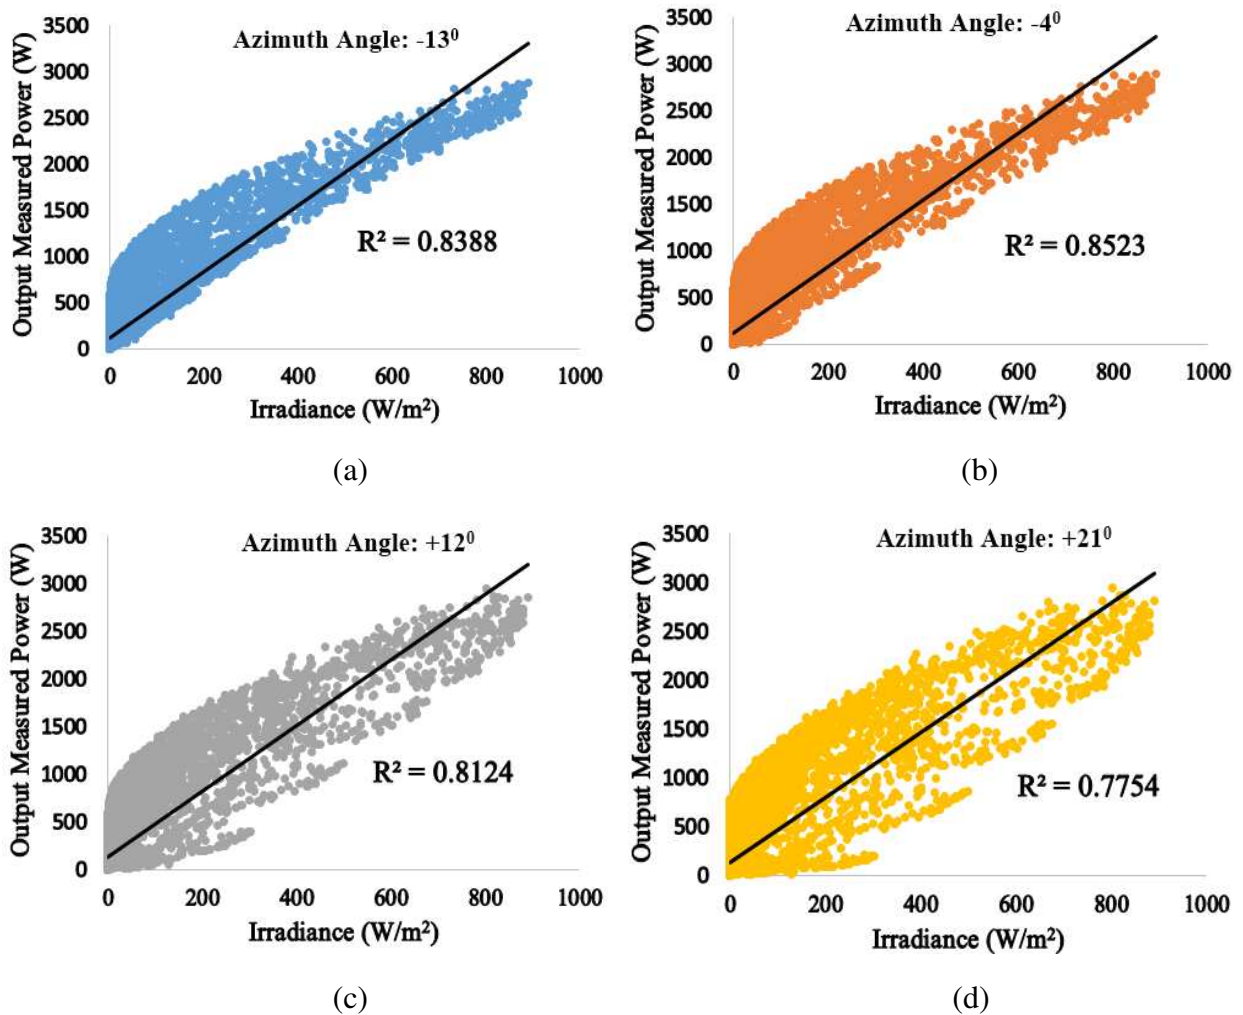 Azimuth Angle: -13⁰
Output Measured Power (W)
3500
3000
2500
2000
1500
1000
500
0
R² = 0.8388
0 200 400 600 800 1000
Irradiance (W/m²)
(a)
Azimuth Angle: -4⁰
Output Measured Power (W)
3500
3000
2500
2000
1500
1000
500
0
R² = 0.8523
0 200 400 600 800 1000
Irradiance (W/m²)
(b)
Azimuth Angle: +12⁰
Output Measured Power (W)
3500
3000
2500
2000
1500
1000
500
0
R² = 0.8124
0 200 400 600 800 1000
Irradiance (W/m²)
(c)
Azimuth Angle: +21⁰
Output Measured Power (W)
3500
3000
2500
2000
1500
1000
500
0
R² = 0.7754
0 200 400 600 800 1000
Irradiance (W/m²)
(d)